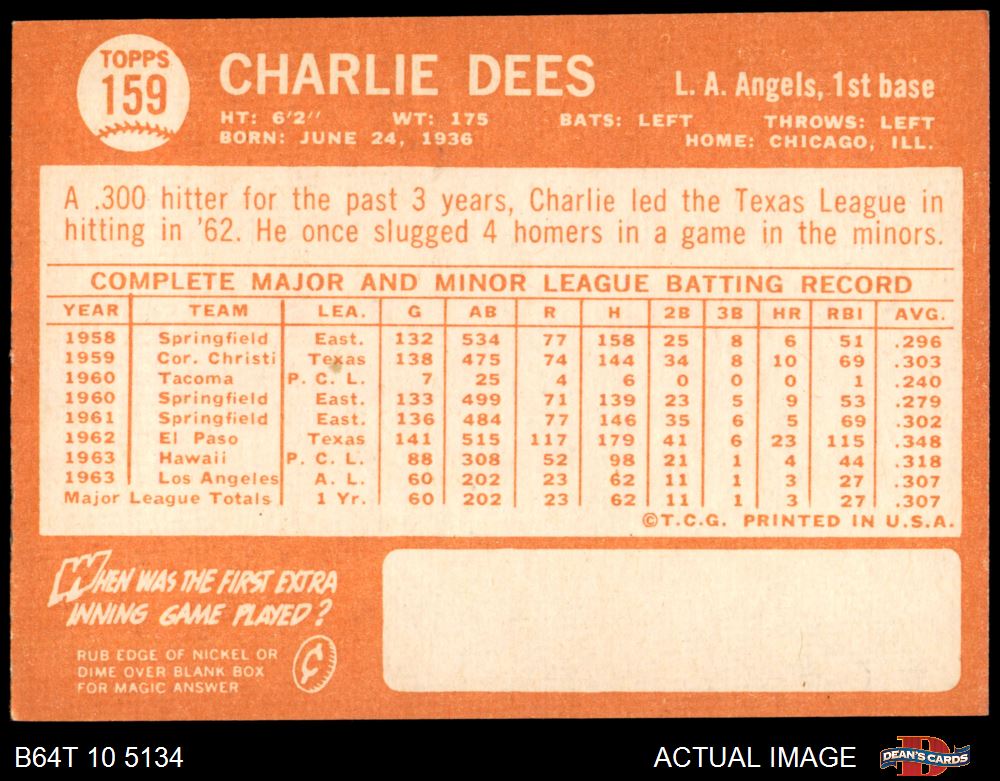 TOPPS
159
CHARLIE DEES
L. A. Angels, 1st base
HT: 6'2'' WT: 175 BATS: LEFT THROWS: LEFT
BORN: JUNE 24, 1936 HOME: CHICAGO, ILL.
A .300 hitter for the past 3 years, Charlie led the Texas League in
hitting in '62. He once slugged 4 homers in a game in the minors.
COMPLETE MAJOR AND MINOR LEAGUE BATTING RECORD
YEAR TEAM LEA. G AB R H 2B 3B HR RBI AVG.
1958 Springfield East. 132 534 77 158 25 8 6 51 .296
1959 Cor. Christi Texas 138 475 74 144 34 8 10 69 .303
1960 Tacoma P. C. L. 7 25 4 6 0 0 0 1 .240
1960 Springfield East. 133 499 71 139 23 5 9 53 .279
1961 Springfield East. 136 484 77 146 35 6 5 69 .302
1962 El Paso Texas 141 515 117 179 41 6 23 115 .348
1963 Hawaii P. C. L. 88 308 52 98 21 1 4 44 .318
1963 Los Angeles A. L. 60 202 23 62 11 1 3 27 .307
Major League Totals 1 Yr. 60 202 23 62 11 1 3 27 .307
©T.C.G. PRINTED IN U.S.A.
WHEN WAS THE FIRST EXTRA
INNING GAME PLAYED?
RUB EDGE OF NICKEL OR
DIME OVER BLANK BOX
FOR MAGIC ANSWER
B64T 10 5134
ACTUAL IMAGE
DEAN'S CARDS